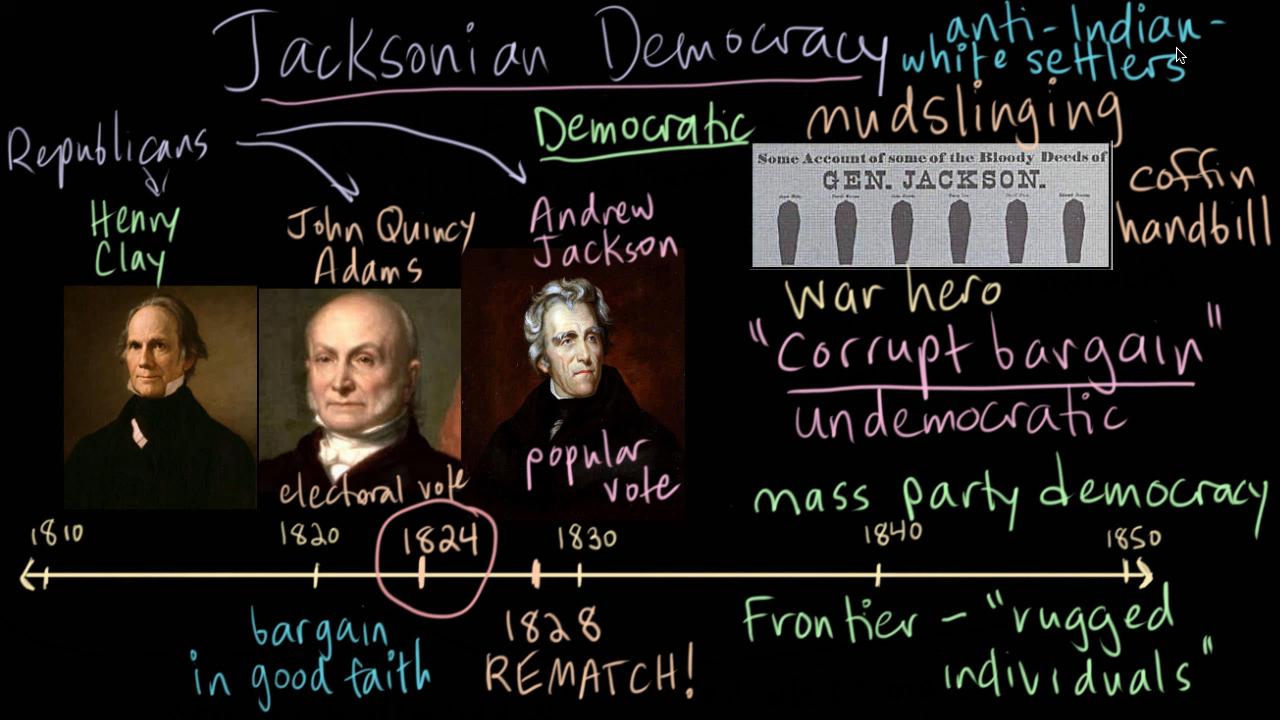 Jacksonian Democracy
anti-Indian-
white settlers
Republicans
Democratic
mudslinging
Some Account of some of the Bloody Deeds of
GEN. JACKSON.
coffin
handbill
Henry
Clay
John Quincy
Adams
Andrew
Jackson
war hero
"corrupt bargain"
undemocratic
electoral vote
popular
vote
mass party democracy
1810
1820
1824
1830
1840
1850
bargain
in good faith
1828
REMATCH!
Frontier - "rugged
individuals"